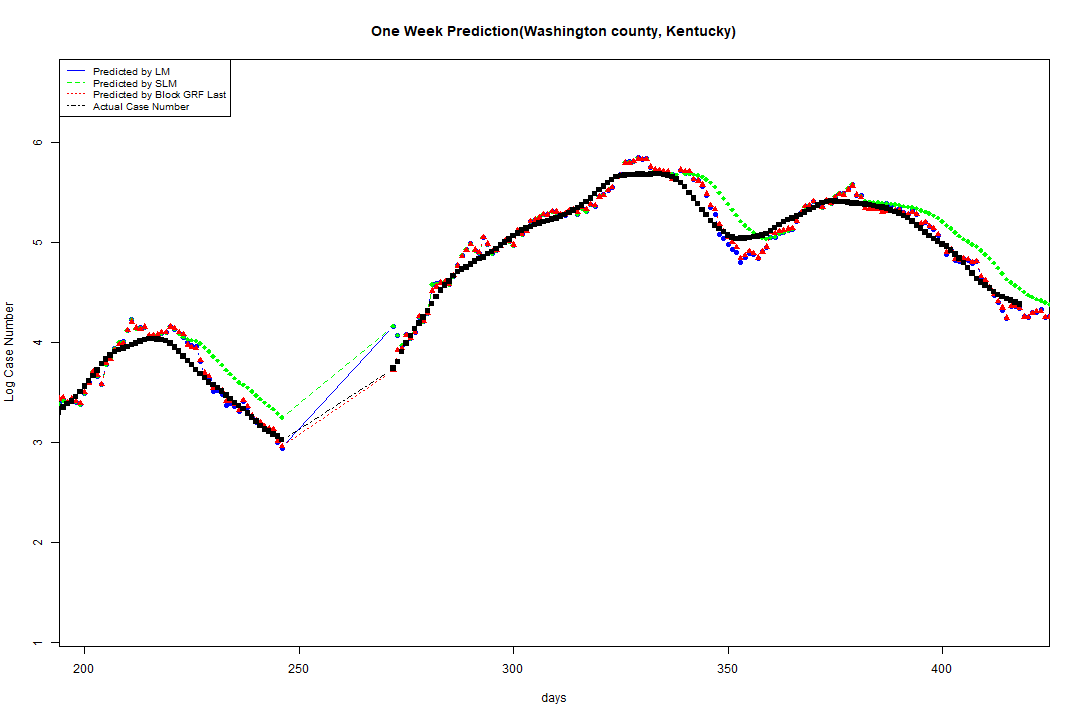 One Week Prediction(Washington county, Kentucky)
Predicted by LM
Predicted by SLM
Predicted by Block GRF Last
Actual Case Number
6
5
4
3
2
1
Log Case Number
200 250 300 350 400
days